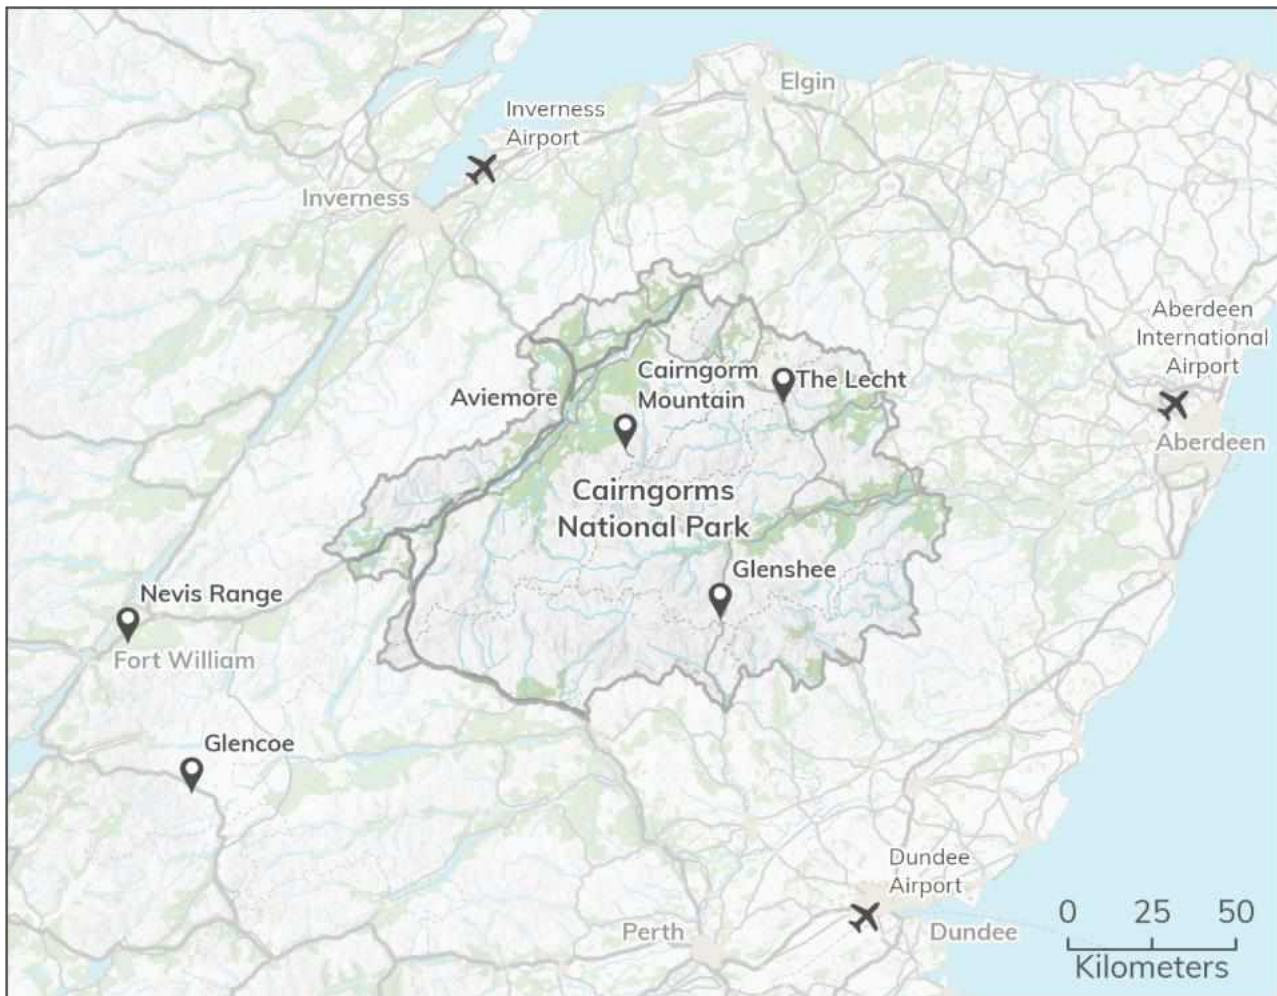 Elgin
Inverness
Airport
Inverness
Aberdeen
International
Airport
Cairngorm
Mountain
The Lecht
Aviemore
Aberdeen
Cairngorms
National Park
Glenshee
Nevis Range
Fort William
Glencoe
Dundee
Airport
Perth
Dundee
0 25 50
Kilometers